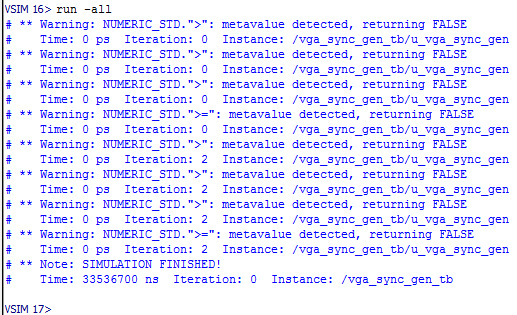 VSIM 16> run -all
# ** Warning: NUMERIC_STD.">": metavalue detected, returning FALSE
#    Time: 0 ps  Iteration: 0  Instance: /vga_sync_gen_tb/u_vga_sync_gen
# ** Warning: NUMERIC_STD.">": metavalue detected, returning FALSE
#    Time: 0 ps  Iteration: 0  Instance: /vga_sync_gen_tb/u_vga_sync_gen
# ** Warning: NUMERIC_STD.">": metavalue detected, returning FALSE
#    Time: 0 ps  Iteration: 0  Instance: /vga_sync_gen_tb/u_vga_sync_gen
# ** Warning: NUMERIC_STD.">=": metavalue detected, returning FALSE
#    Time: 0 ps  Iteration: 0  Instance: /vga_sync_gen_tb/u_vga_sync_gen
# ** Warning: NUMERIC_STD.">": metavalue detected, returning FALSE
#    Time: 0 ps  Iteration: 2  Instance: /vga_sync_gen_tb/u_vga_sync_gen
# ** Warning: NUMERIC_STD.">": metavalue detected, returning FALSE
#    Time: 0 ps  Iteration: 2  Instance: /vga_sync_gen_tb/u_vga_sync_gen
# ** Warning: NUMERIC_STD.">": metavalue detected, returning FALSE
#    Time: 0 ps  Iteration: 2  Instance: /vga_sync_gen_tb/u_vga_sync_gen
# ** Warning: NUMERIC_STD.">=": metavalue detected, returning FALSE
#    Time: 0 ps  Iteration: 2  Instance: /vga_sync_gen_tb/u_vga_sync_gen
# ** Note: SIMULATION FINISHED!
#    Time: 33536700 ns  Iteration: 0  Instance: /vga_sync_gen_tb
VSIM 17>